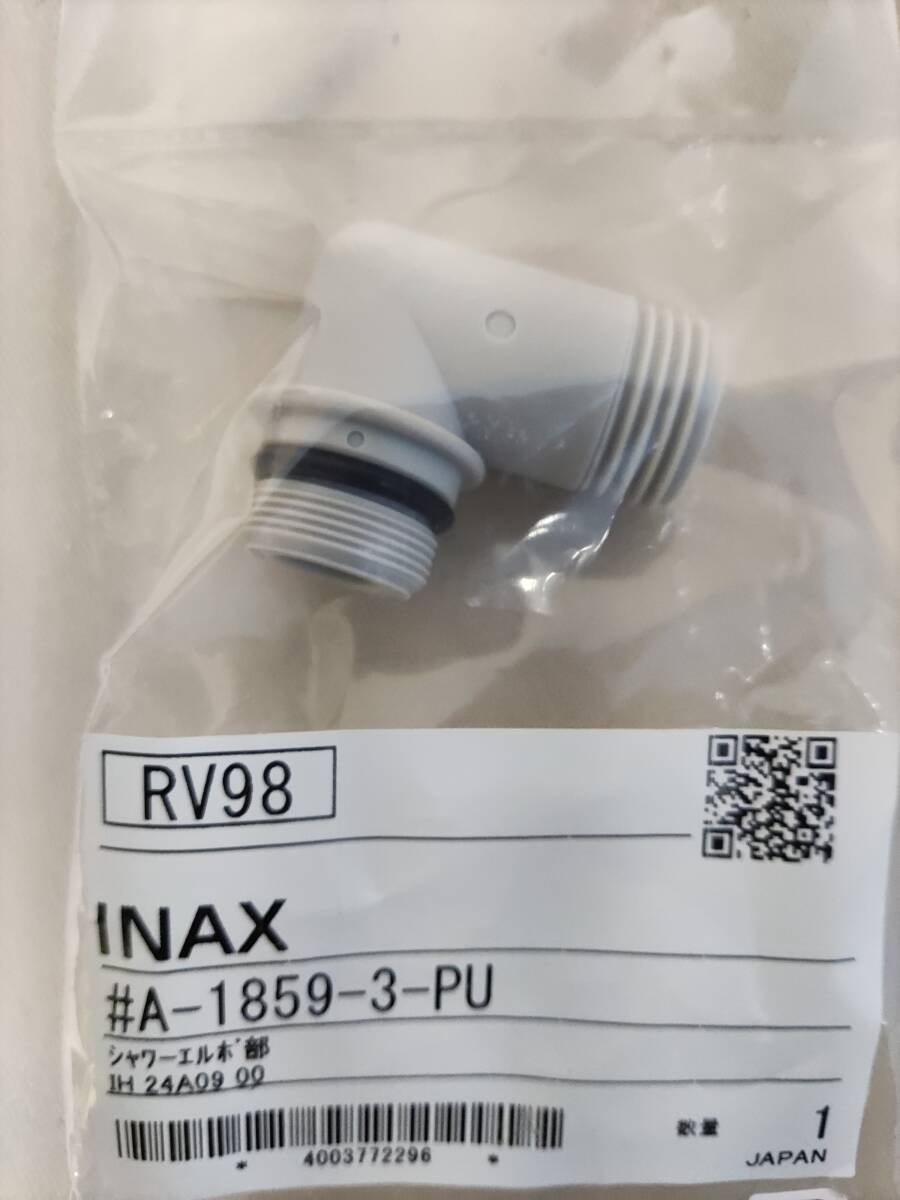 RV98
INAX
#A-1859-3-PU
シャワーエルボ部
IH 24A09 00
数量 1
* 4003772296 *
JAPAN